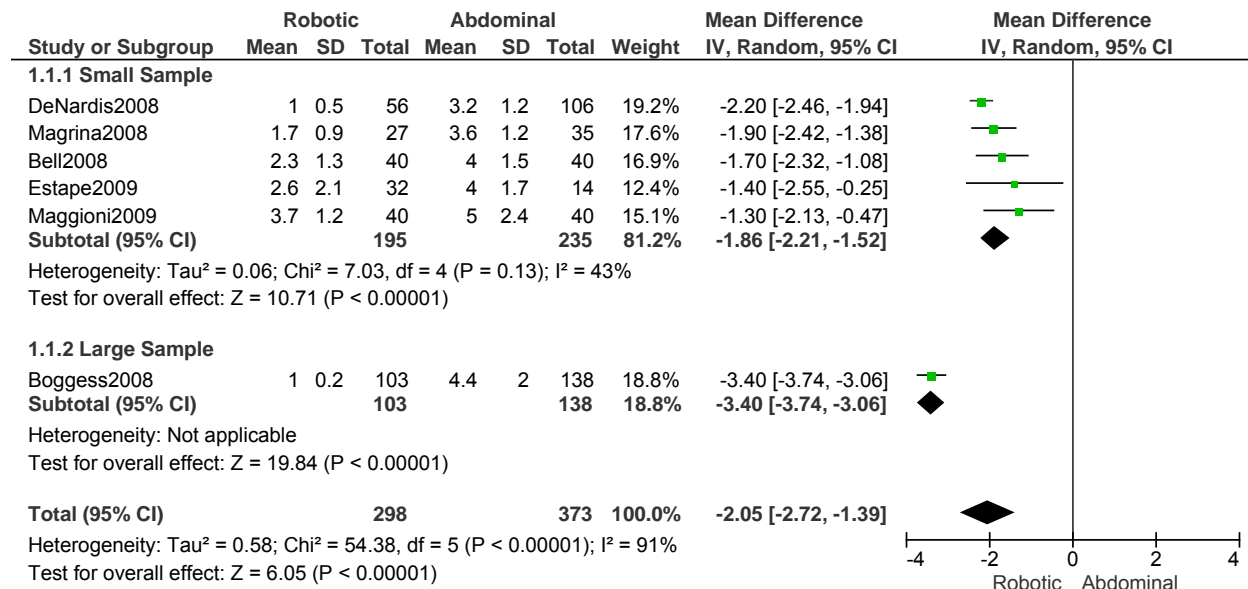 Robotic Abdominal Mean Difference Mean Difference
Study or Subgroup Mean SD Total Mean SD Total Weight IV, Random, 95% CI IV, Random, 95% CI
1.1.1 Small Sample
DeNardis2008 1 0.5 56 3.2 1.2 106 19.2% -2.20 [-2.46, -1.94]
Magrina2008 1.7 0.9 27 3.6 1.2 35 17.6% -1.90 [-2.42, -1.38]
Bell2008 2.3 1.3 40 4 1.5 40 16.9% -1.70 [-2.32, -1.08]
Estape2009 2.6 2.1 32 4 1.7 14 12.4% -1.40 [-2.55, -0.25]
Maggioni2009 3.7 1.2 40 5 2.4 40 15.1% -1.30 [-2.13, -0.47]
Subtotal (95% CI) 195 235 81.2% -1.86 [-2.21, -1.52]
Heterogeneity: Tau² = 0.06; Chi² = 7.03, df = 4 (P = 0.13); I² = 43%
Test for overall effect: Z = 10.71 (P < 0.00001)
1.1.2 Large Sample
Boggess2008 1 0.2 103 4.4 2 138 18.8% -3.40 [-3.74, -3.06]
Subtotal (95% CI) 103 138 18.8% -3.40 [-3.74, -3.06]
Heterogeneity: Not applicable
Test for overall effect: Z = 19.84 (P < 0.00001)
Total (95% CI) 298 373 100.0% -2.05 [-2.72, -1.39]
Heterogeneity: Tau² = 0.58; Chi² = 54.38, df = 5 (P < 0.00001); I² = 91%
Test for overall effect: Z = 6.05 (P < 0.00001)
-4 -2 0 2 4
Robotic Abdominal